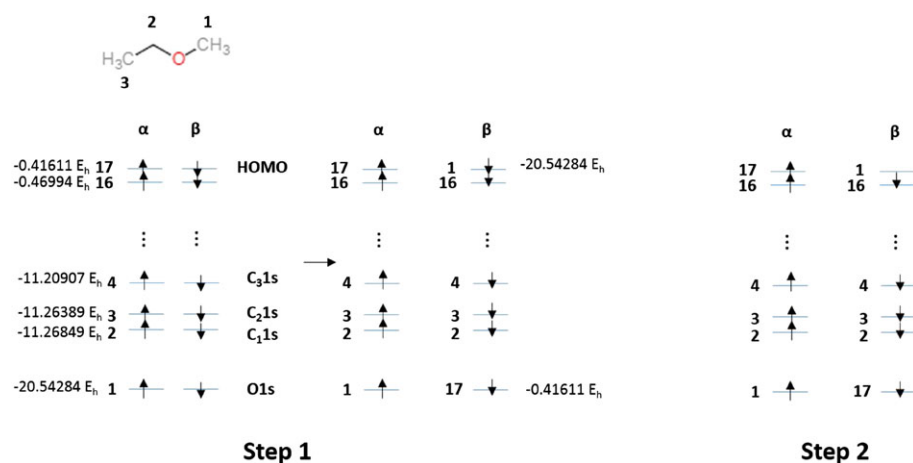 2 1
H₃C O CH₃
3
α β α β α β
-0.41611 Eₕ 17 HOMO 17 1 -20.54284 Eₕ 17 1
-0.46994 Eₕ 16 16 16 16 16
⋮ ⋮ ⋮ ⋮ ⋮ ⋮
-11.20907 Eₕ 4 C₃1s 4 4 4 4
-11.26389 Eₕ 3 C₂1s 3 3 3 3
-11.26849 Eₕ 2 C₁1s 2 2 2 2
-20.54284 Eₕ 1 O1s 1 17 -0.41611 Eₕ 1 17
Step 1 Step 2